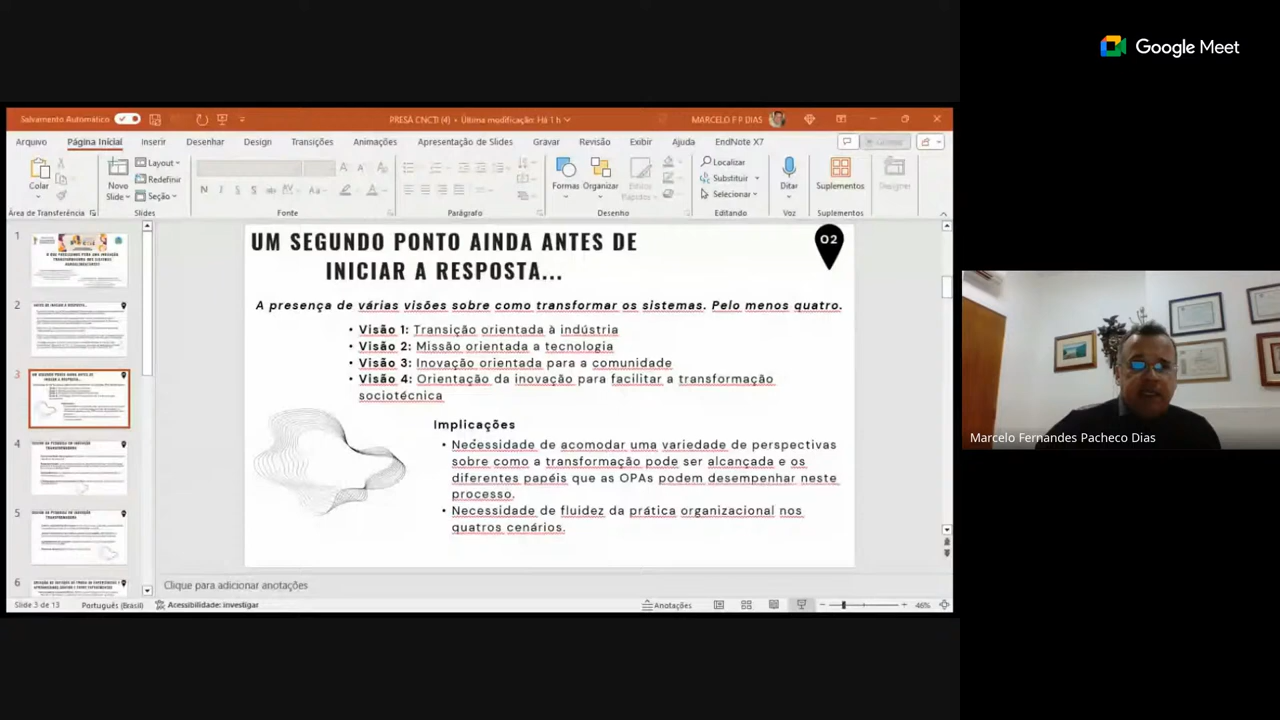 Google Meet
Salvamento Automático
PRESA CNCTI (4) • Última modificação: Há 1 h
MARCELO F P DIAS
Arquivo Página Inicial Inserir Desenhar Design Transições Animações Apresentação de Slides Gravar Revisão Exibir Ajuda EndNote X7
Colar
Novo
Slide
Layout
Redefinir
Seção
Formas
Organizar
Localizar
Substituir
Selecionar
Ditar
Suplementos
Designer
Área de Transferência Slides Fonte Parágrafo Desenho Editando Voz Suplementos
1
2
3
4
5
6
UM SEGUNDO PONTO AINDA ANTES DE
INICIAR A RESPOSTA...
02
A presença de várias visões sobre como transformar os sistemas. Pelo menos quatro.
• Visão 1: Transição orientada à indústria
• Visão 2: Missão orientada a tecnologia
• Visão 3: Inovação orientada para a comunidade
• Visão 4: Orientação da inovação para facilitar a transformação
sociotécnica
Implicações
• Necessidade de acomodar uma variedade de perspectivas
sobre como a transformação pode ser alcançada e os
diferentes papéis que as OPAs podem desempenhar neste
processo.
• Necessidade de fluidez da prática organizacional nos
quatros cenários.
Clique para adicionar anotações
Slide 3 de 13 Português (Brasil) Acessibilidade: investigar Anotações 46%
Marcelo Fernandes Pacheco Dias